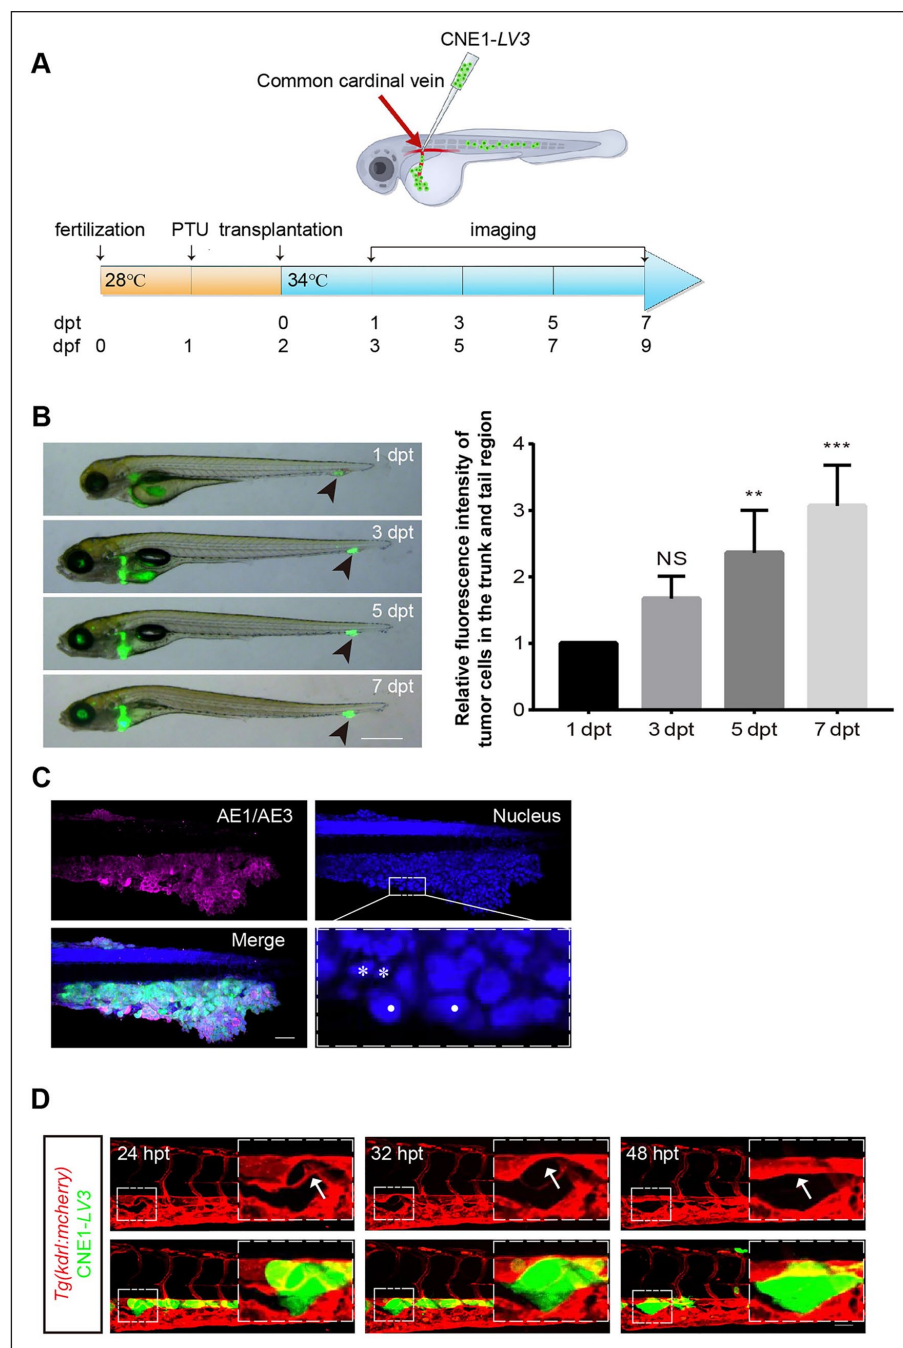 A
CNE1-LV3
Common cardinal vein
fertilization PTU transplantation imaging
28℃ 34℃
dpt 0 1 3 5 7
dpf 0 1 2 3 5 7 9
B
1 dpt
3 dpt
5 dpt
7 dpt
Relative fluorescence intensity of
tumor cells in the trunk and tail region
4
3
2
1
0
NS
**
***
1 dpt 3 dpt 5 dpt 7 dpt
C
AE1/AE3
Nucleus
Merge
* *
D
Tg(kdrl:mcherry)
CNE1-LV3
24 hpt
32 hpt
48 hpt